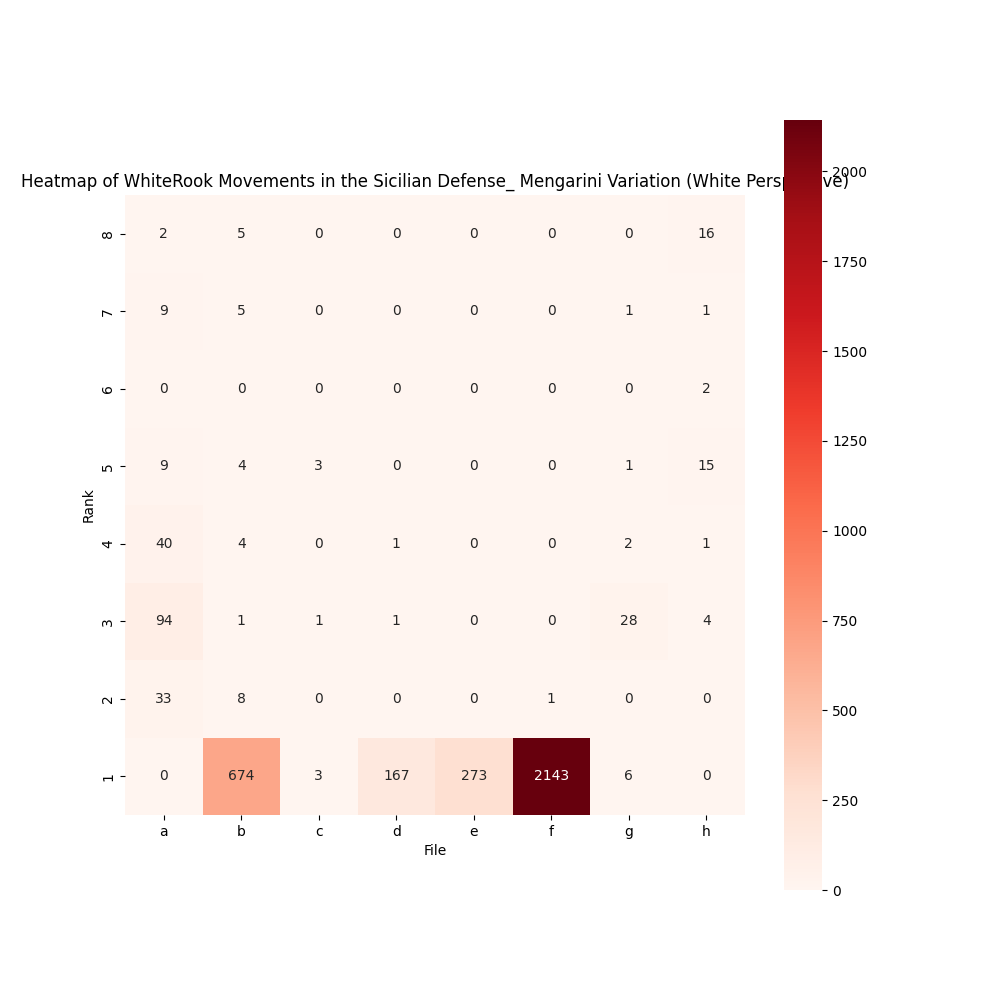 Heatmap of WhiteRook Movements in the Sicilian Defense_ Mengarini Variation (White Perspective)
8 2 5 0 0 0 0 0 16
7 9 5 0 0 0 0 1 1
6 0 0 0 0 0 0 0 2
5 9 4 3 0 0 0 1 15
4 40 4 0 1 0 0 2 1
3 94 1 1 1 0 0 28 4
2 33 8 0 0 0 1 0 0
1 0 674 3 167 273 2143 6 0
a b c d e f g h
File
Rank
2000
1750
1500
1250
1000
750
500
250
0